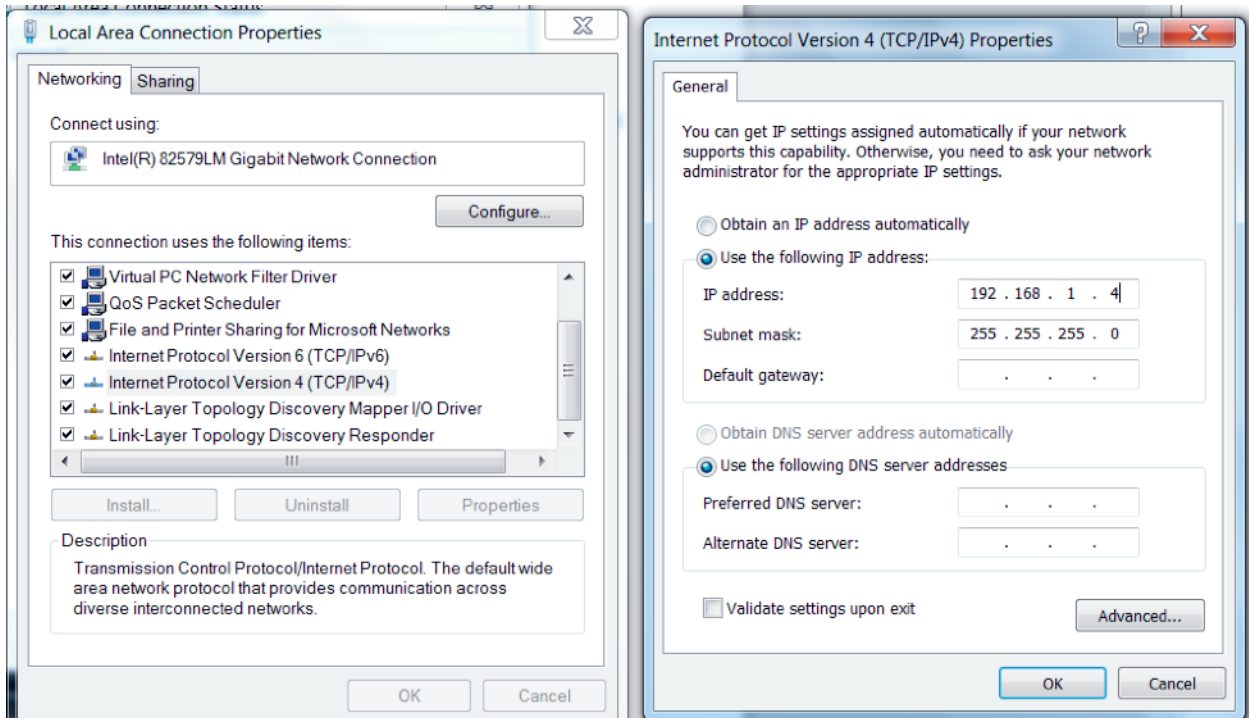 Local Area Connection Status
Local Area Connection Properties
Networking
Sharing
Connect using:
Intel(R) 82579LM Gigabit Network Connection
Configure...
This connection uses the following items:
Virtual PC Network Filter Driver
QoS Packet Scheduler
File and Printer Sharing for Microsoft Networks
Internet Protocol Version 6 (TCP/IPv6)
Internet Protocol Version 4 (TCP/IPv4)
Link-Layer Topology Discovery Mapper I/O Driver
Link-Layer Topology Discovery Responder
Install...
Uninstall
Properties
Description
Transmission Control Protocol/Internet Protocol. The default wide
area network protocol that provides communication across
diverse interconnected networks.
OK
Cancel
Internet Protocol Version 4 (TCP/IPv4) Properties
General
You can get IP settings assigned automatically if your network
supports this capability. Otherwise, you need to ask your network
administrator for the appropriate IP settings.
Obtain an IP address automatically
Use the following IP address:
IP address: 192 . 168 . 1 . 4
Subnet mask: 255 . 255 . 255 . 0
Default gateway: . . .
Obtain DNS server address automatically
Use the following DNS server addresses
Preferred DNS server: . . .
Alternate DNS server: . . .
Validate settings upon exit
Advanced...
OK
Cancel